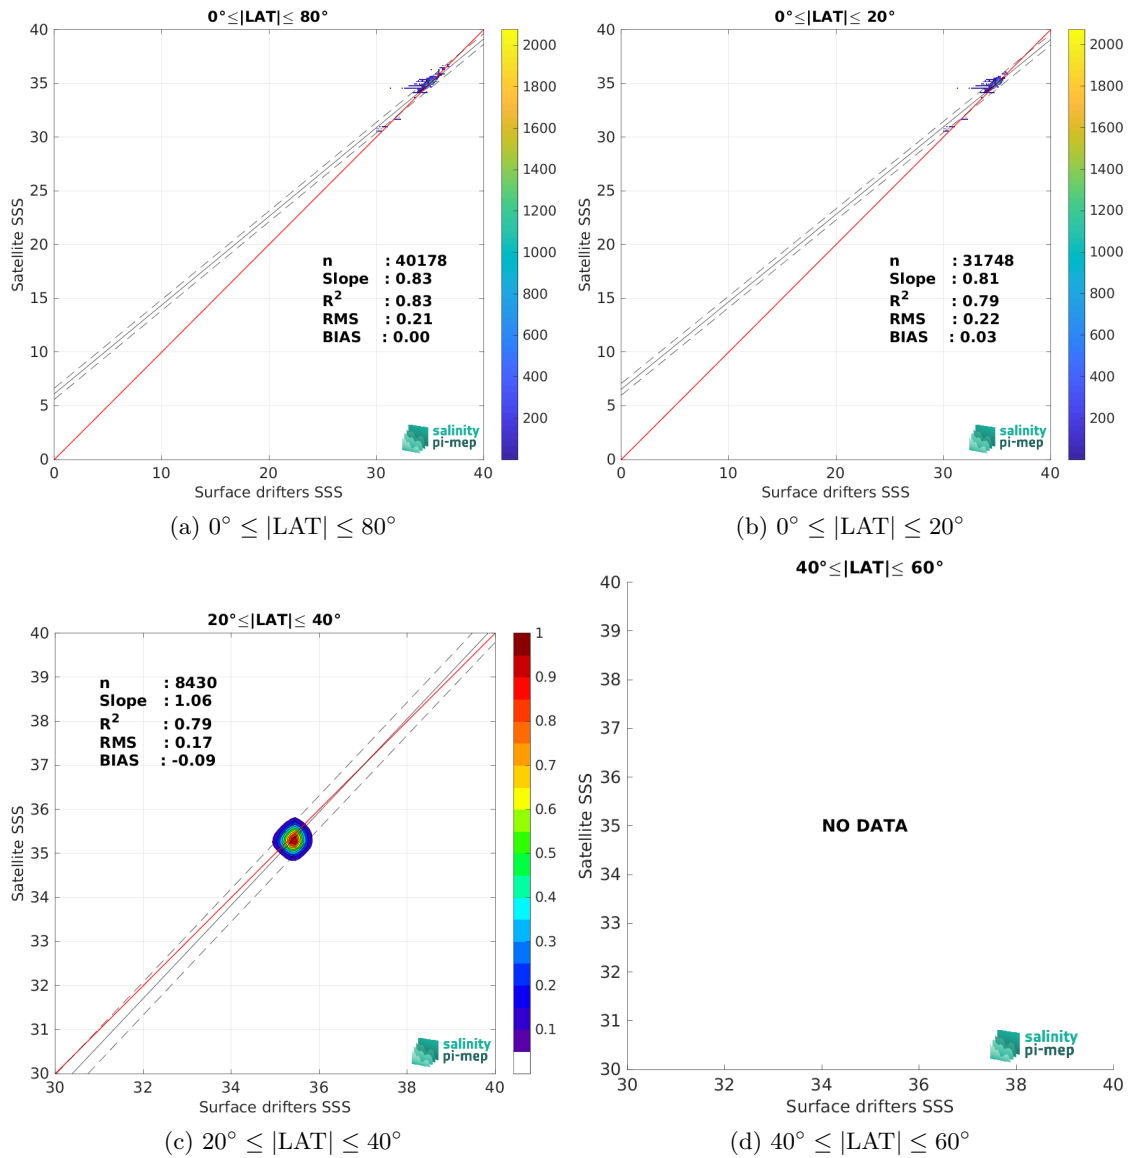 0°≤|LAT|≤ 80°
40
35
30
25
20
15
10
5
0
Satellite SSS
0
10
20
30
40
Surface drifters SSS
n : 40178
Slope : 0.83
R² : 0.83
RMS : 0.21
BIAS : 0.00
salinity
pi-mep
2000
1800
1600
1400
1200
1000
800
600
400
200
(a) 0° ≤ |LAT| ≤ 80°
0°≤|LAT|≤ 20°
40
35
30
25
20
15
10
5
0
Satellite SSS
0
10
20
30
40
Surface drifters SSS
n : 31748
Slope : 0.81
R² : 0.79
RMS : 0.22
BIAS : 0.03
salinity
pi-mep
2000
1800
1600
1400
1200
1000
800
600
400
200
(b) 0° ≤ |LAT| ≤ 20°
20°≤|LAT|≤ 40°
40
39
38
37
36
35
34
33
32
31
30
Satellite SSS
30
32
34
36
38
40
Surface drifters SSS
n : 8430
Slope : 1.06
R² : 0.79
RMS : 0.17
BIAS : -0.09
salinity
pi-mep
1
0.9
0.8
0.7
0.6
0.5
0.4
0.3
0.2
0.1
(c) 20° ≤ |LAT| ≤ 40°
40°≤|LAT|≤ 60°
40
39
38
37
36
35
34
33
32
31
30
Satellite SSS
NO DATA
30
32
34
36
38
40
Surface drifters SSS
salinity
pi-mep
(d) 40° ≤ |LAT| ≤ 60°